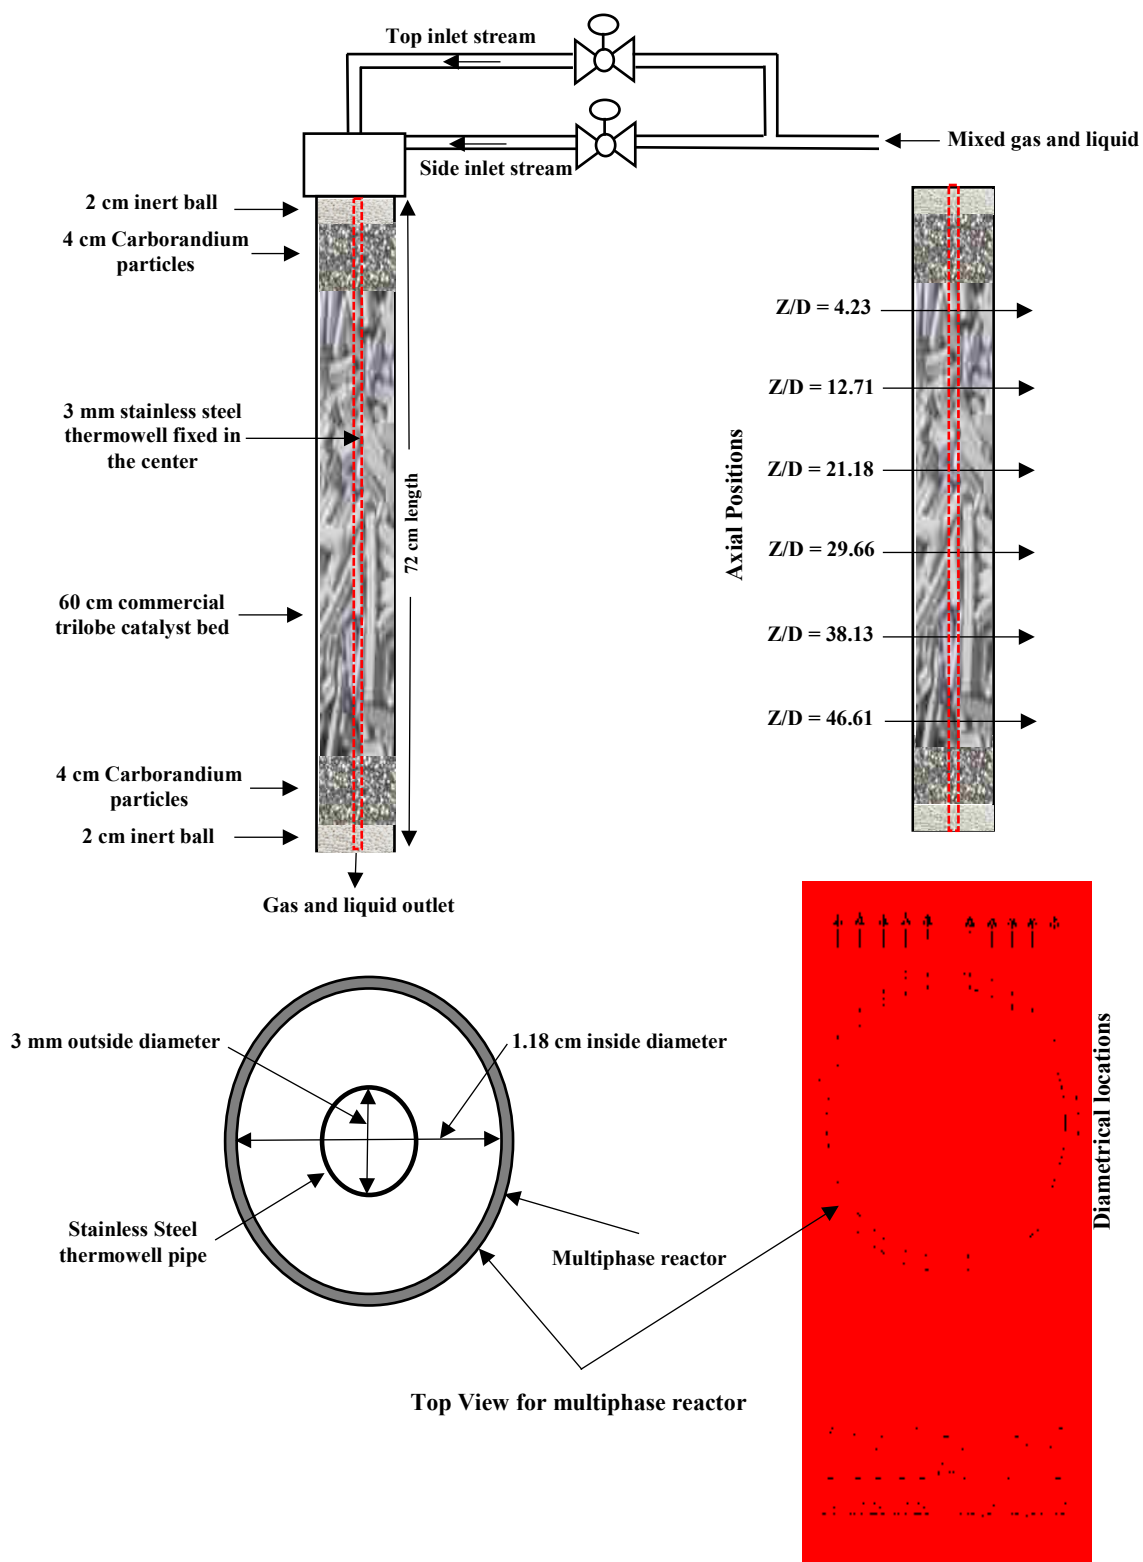 Top inlet stream
Mixed gas and liquid
Side inlet stream
2 cm inert ball
4 cm Carborandium
particles
3 mm stainless steel
thermowell fixed in
the center
72 cm length
60 cm commercial
trilobe catalyst bed
4 cm Carborandium
particles
2 cm inert ball
Gas and liquid outlet
Axial Positions
Z/D = 4.23
Z/D = 12.71
Z/D = 21.18
Z/D = 29.66
Z/D = 38.13
Z/D = 46.61
3 mm outside diameter
1.18 cm inside diameter
Stainless Steel
thermowell pipe
Multiphase reactor
Diametrical locations
Top View for multiphase reactor